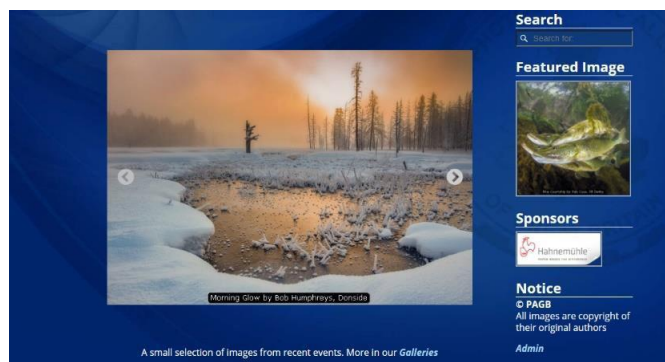 Search
Search for:
Featured Image
Sponsors
Hahnemühle
Notice
© PAGB
All images are copyright of
their original authors
Admin
Morning Glow by Bob Humphreys, Donside
A small selection of images from recent events. More in our Galleries